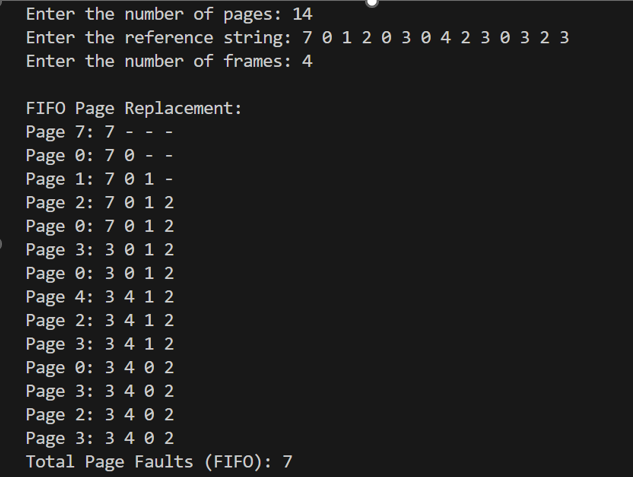 Enter the number of pages: 14
Enter the reference string: 7 0 1 2 0 3 0 4 2 3 0 3 2 3
Enter the number of frames: 4
FIFO Page Replacement:
Page 7: 7 - - -
Page 0: 7 0 - -
Page 1: 7 0 1 -
Page 2: 7 0 1 2
Page 0: 7 0 1 2
Page 3: 3 0 1 2
Page 0: 3 0 1 2
Page 4: 3 4 1 2
Page 2: 3 4 1 2
Page 3: 3 4 1 2
Page 0: 3 4 0 2
Page 3: 3 4 0 2
Page 2: 3 4 0 2
Page 3: 3 4 0 2
Total Page Faults (FIFO): 7